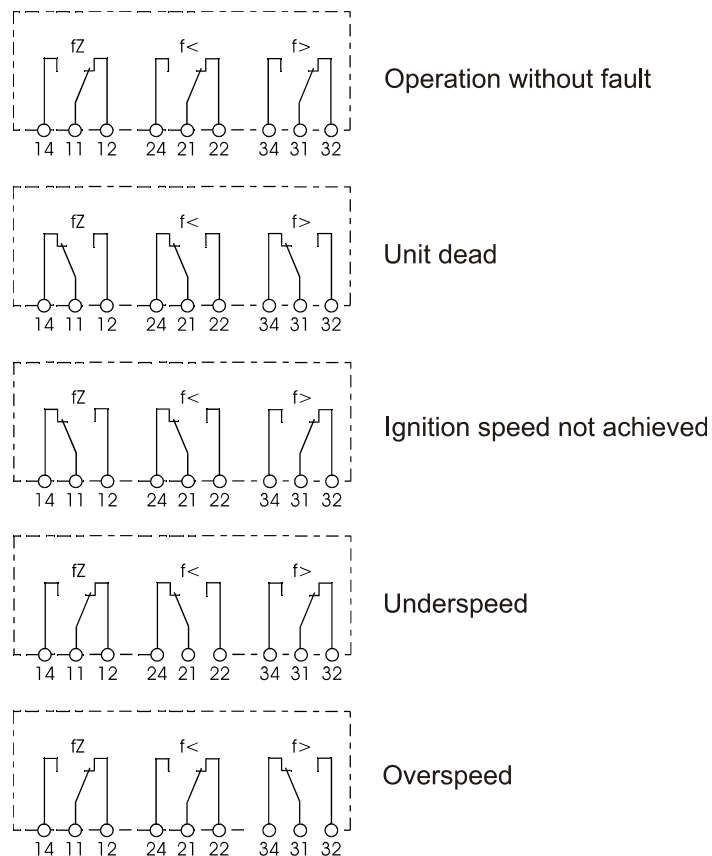 fZ f< f>
Operation without fault
14 11 12 24 21 22 34 31 32
fZ f< f>
Unit dead
14 11 12 24 21 22 34 31 32
fZ f< f>
Ignition speed not achieved
14 11 12 24 21 22 34 31 32
fZ f< f>
Underspeed
14 11 12 24 21 22 34 31 32
fZ f< f>
Overspeed
14 11 12 24 21 22 34 31 32